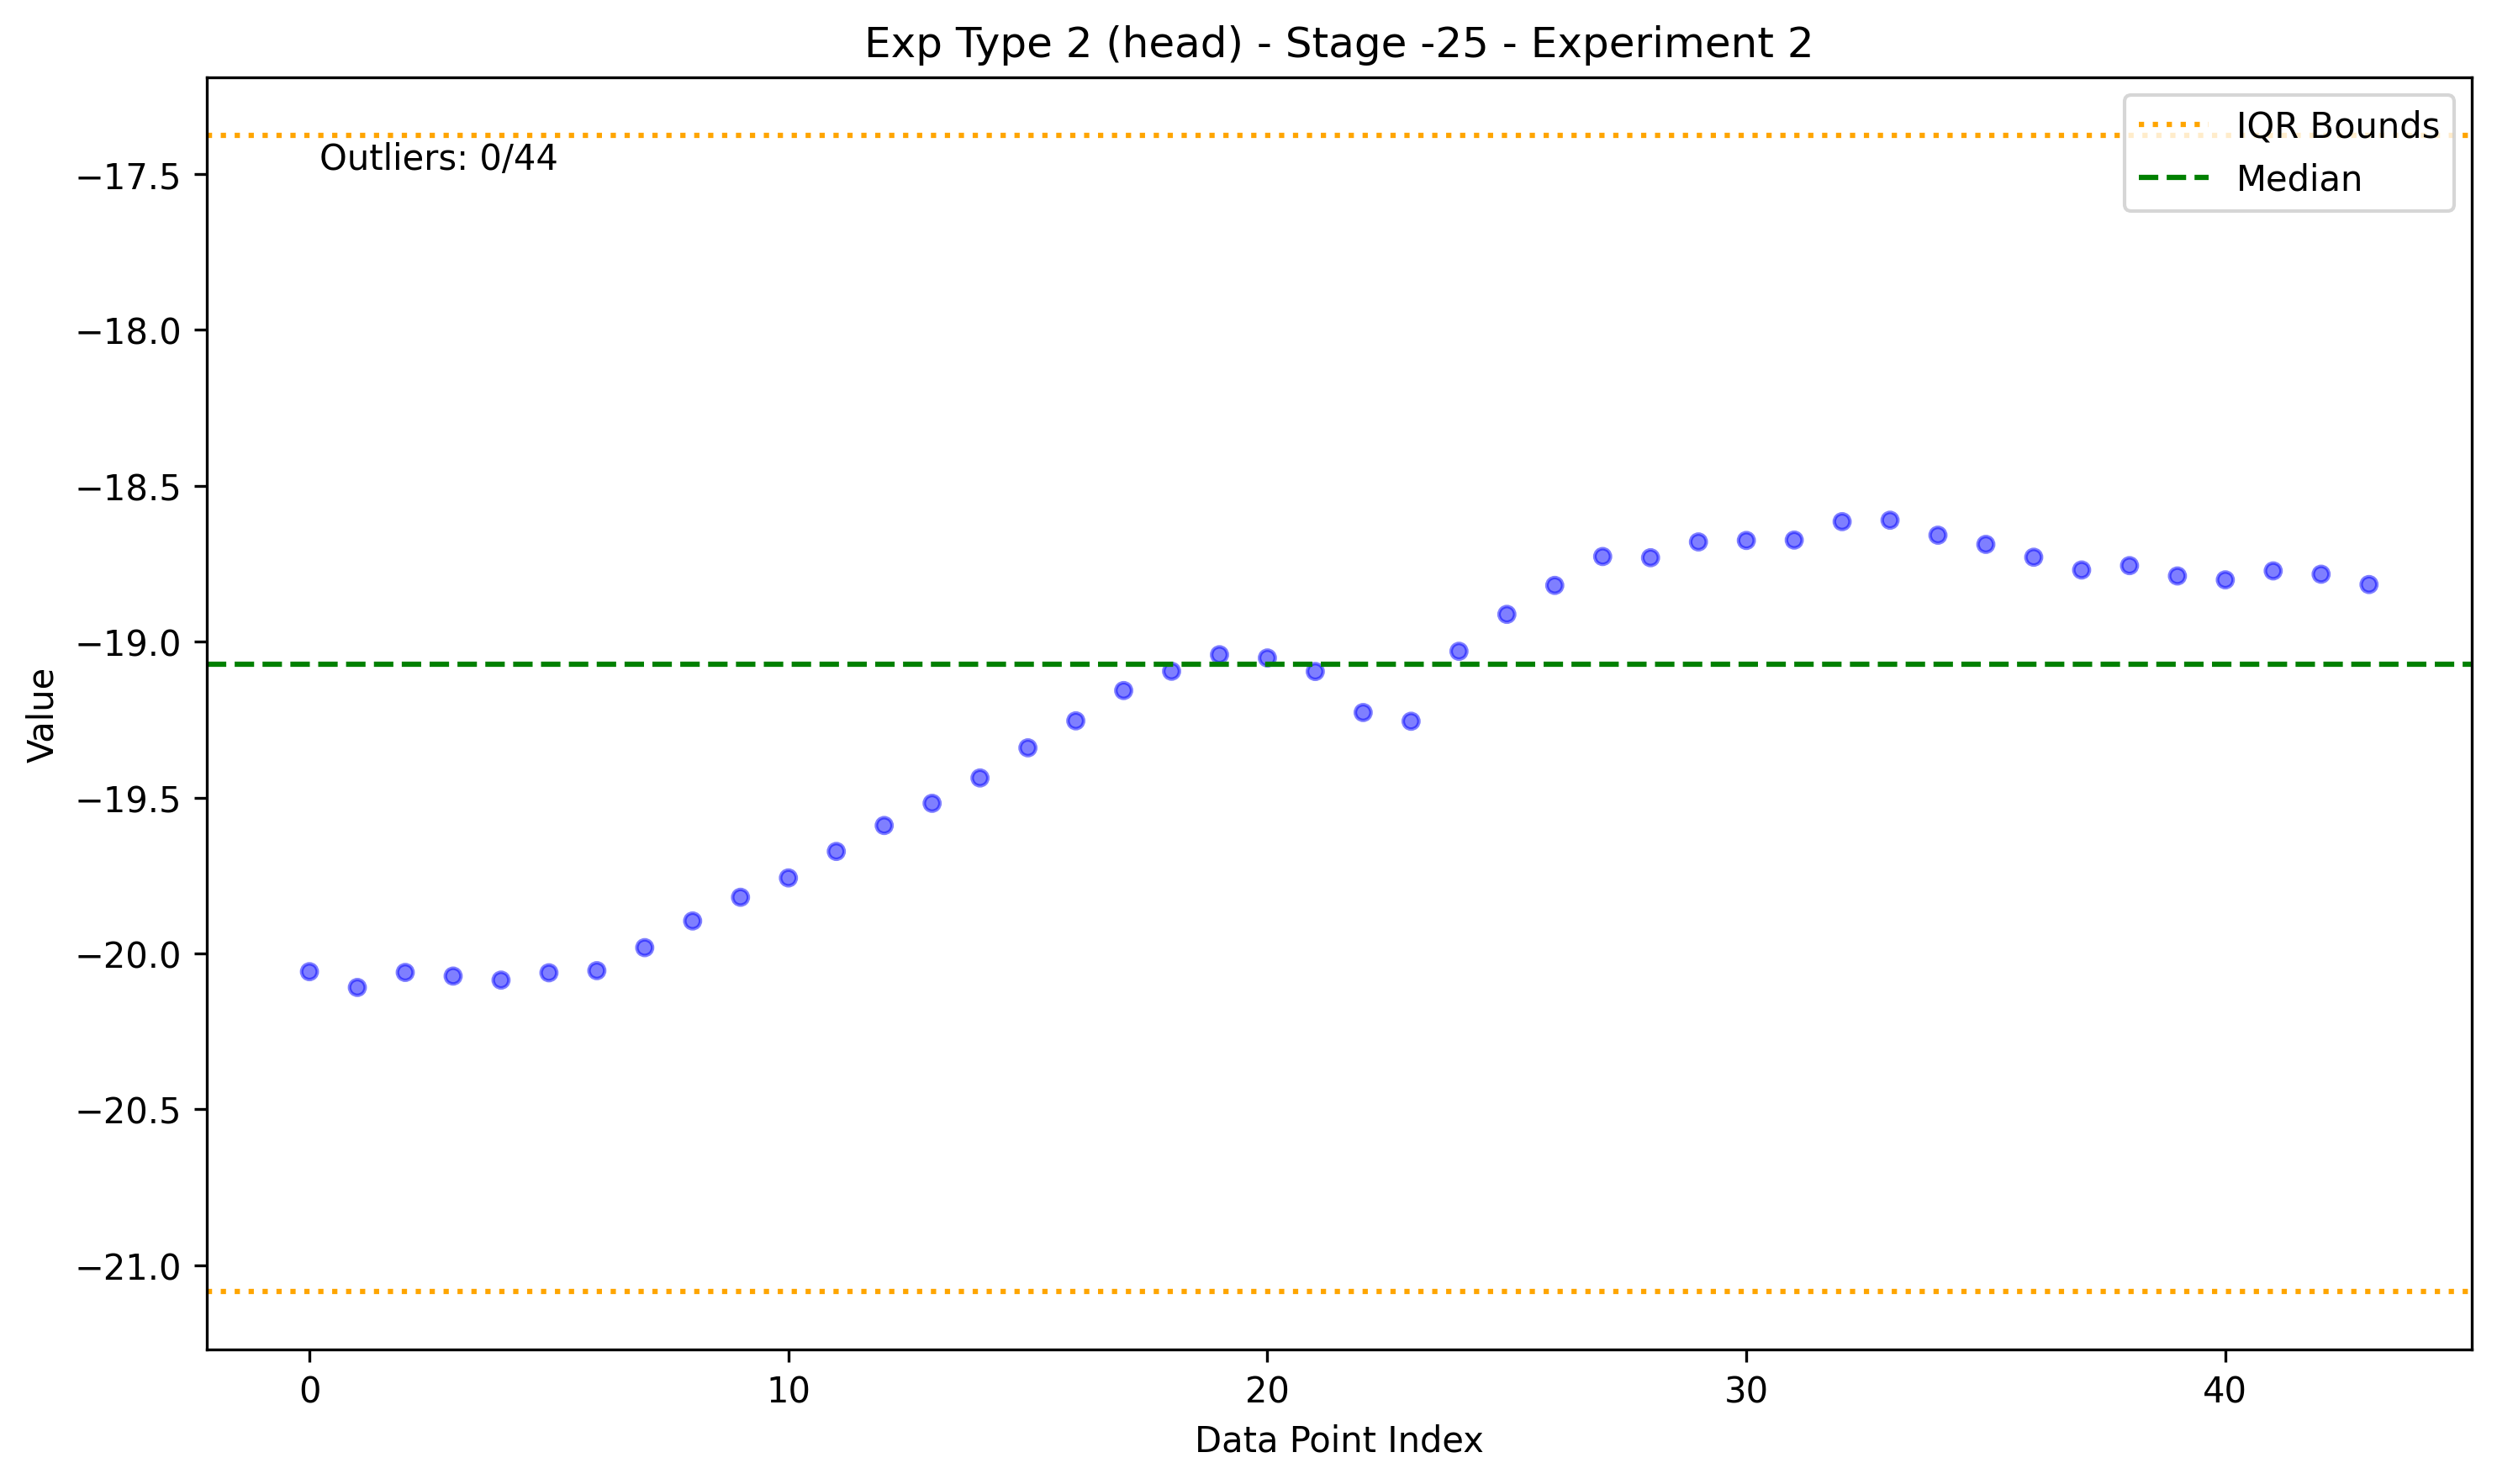 Exp Type 2 (head) - Stage -25 - Experiment 2
IQR Bounds
Median
Outliers: 0/44
−17.5
−18.0
−18.5
−19.0
−19.5
−20.0
−20.5
−21.0
Value
0
10
20
30
40
Data Point Index